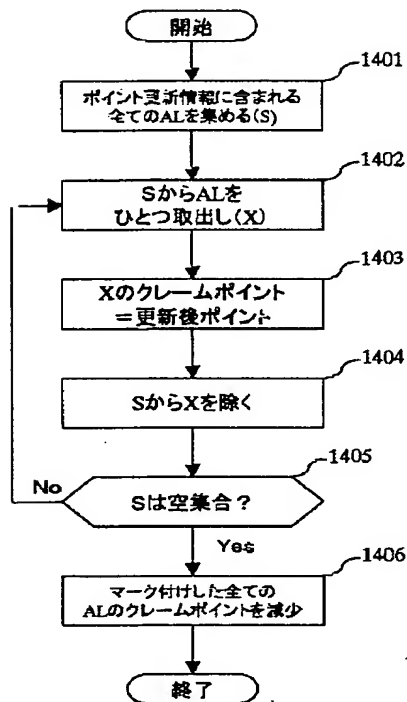 開始
1401
ポイント更新情報に含まれる
全てのALを集める(S)
1402
SからALを
ひとつ取出し(X)
1403
Xのクレームポイント
=更新後ポイント
1404
SからXを除く
1405
Sは空集合?
No
Yes
1406
マーク付けした全ての
ALのクレームポイントを減少
終了